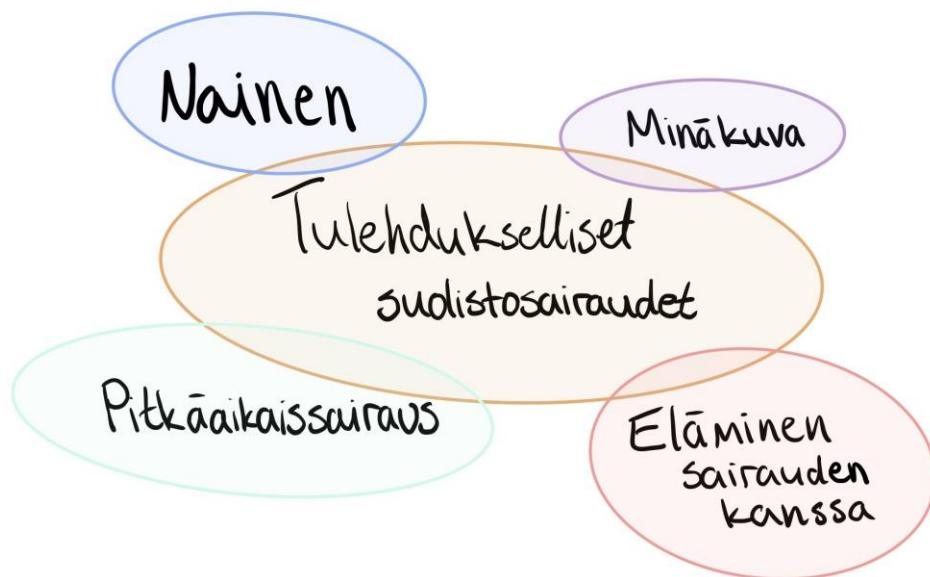 Nainen
Minäkuva
Tulehdukselliset
suolistosairaudet
Pitkäaikaissairaus
Eläminen
sairauden
kanssa